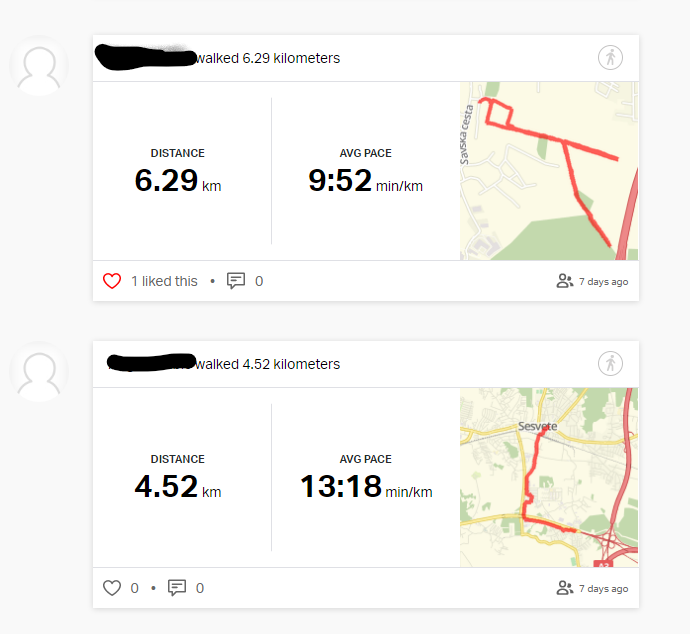 walked 6.29 kilometers
DISTANCE
6.29 km
AVG PACE
9:52 min/km
Savska cesta
1 liked this • 0
7 days ago
walked 4.52 kilometers
DISTANCE
4.52 km
AVG PACE
13:18 min/km
Sesvete
0 • 0
7 days ago